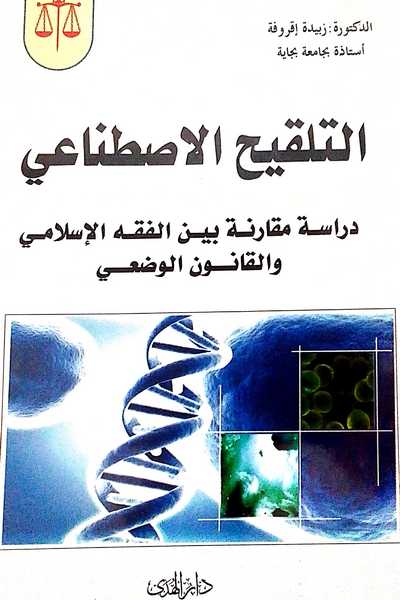 الدكتورة: زبيدة إقروفة
أستاذة بجامعة بجاية
التلقيح الاصطناعي
دراسة مقارنة بين الفقه الإسلامي
والقانون الوضعي
دار الهدى